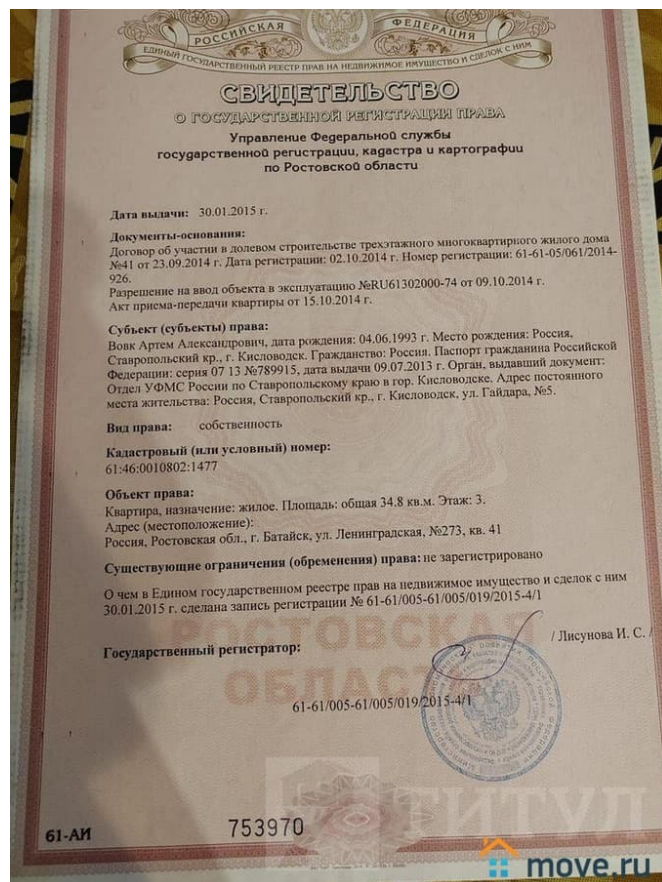 РОССИЙСКАЯ ФЕДЕРАЦИЯ
ЕДИНЫЙ ГОСУДАРСТВЕННЫЙ РЕЕСТР ПРАВ НА НЕДВИЖИМОЕ ИМУЩЕСТВО И СДЕЛОК С НИМ
СВИДЕТЕЛЬСТВО
О ГОСУДАРСТВЕННОЙ РЕГИСТРАЦИИ ПРАВА
Управление Федеральной службы
государственной регистрации, кадастра и картографии
по Ростовской области
Дата выдачи: 30.01.2015 г.
Документы-основания:
Договор об участии в долевом строительстве трехэтажного многоквартирного жилого дома
№41 от 23.09.2014 г. Дата регистрации: 02.10.2014 г. Номер регистрации: 61-61-05/061/2014-
926.
Разрешение на ввод объекта в эксплуатацию №RU61302000-74 от 09.10.2014 г.
Акт приема-передачи квартиры от 15.10.2014 г.
Субъект (субъекты) права:
Вовк Артем Александрович, дата рождения: 04.06.1993 г. Место рождения: Россия,
Ставропольский кр., г. Кисловодск. Гражданство: Россия. Паспорт гражданина Российской
Федерации: серия 07 13 №789915, дата выдачи 09.07.2013 г. Орган, выдавший документ:
Отдел УФМС России по Ставропольскому краю в гор. Кисловодске. Адрес постоянного
места жительства: Россия, Ставропольский кр., г. Кисловодск, ул. Гайдара, №5.
Вид права: собственность
Кадастровый (или условный) номер:
61:46:0010802:1477
Объект права:
Квартира, назначение: жилое. Площадь: общая 34.8 кв.м. Этаж: 3.
Адрес (местоположение):
Россия, Ростовская обл., г. Батайск, ул. Ленинградская, №273, кв. 41
Существующие ограничения (обременения) права: не зарегистрировано
О чем в Едином государственном реестре прав на недвижимое имущество и сделок с ним
30.01.2015 г. сделана запись регистрации № 61-61/005-61/005/019/2015-4/1
РОСТОВСКАЯ
ОБЛАСТЬ
Государственный регистратор: / Лисунова И. С. /
61-61/005-61/005/019/2015-4/1
ТИТУЛ
61-АИ 753970
move.ru